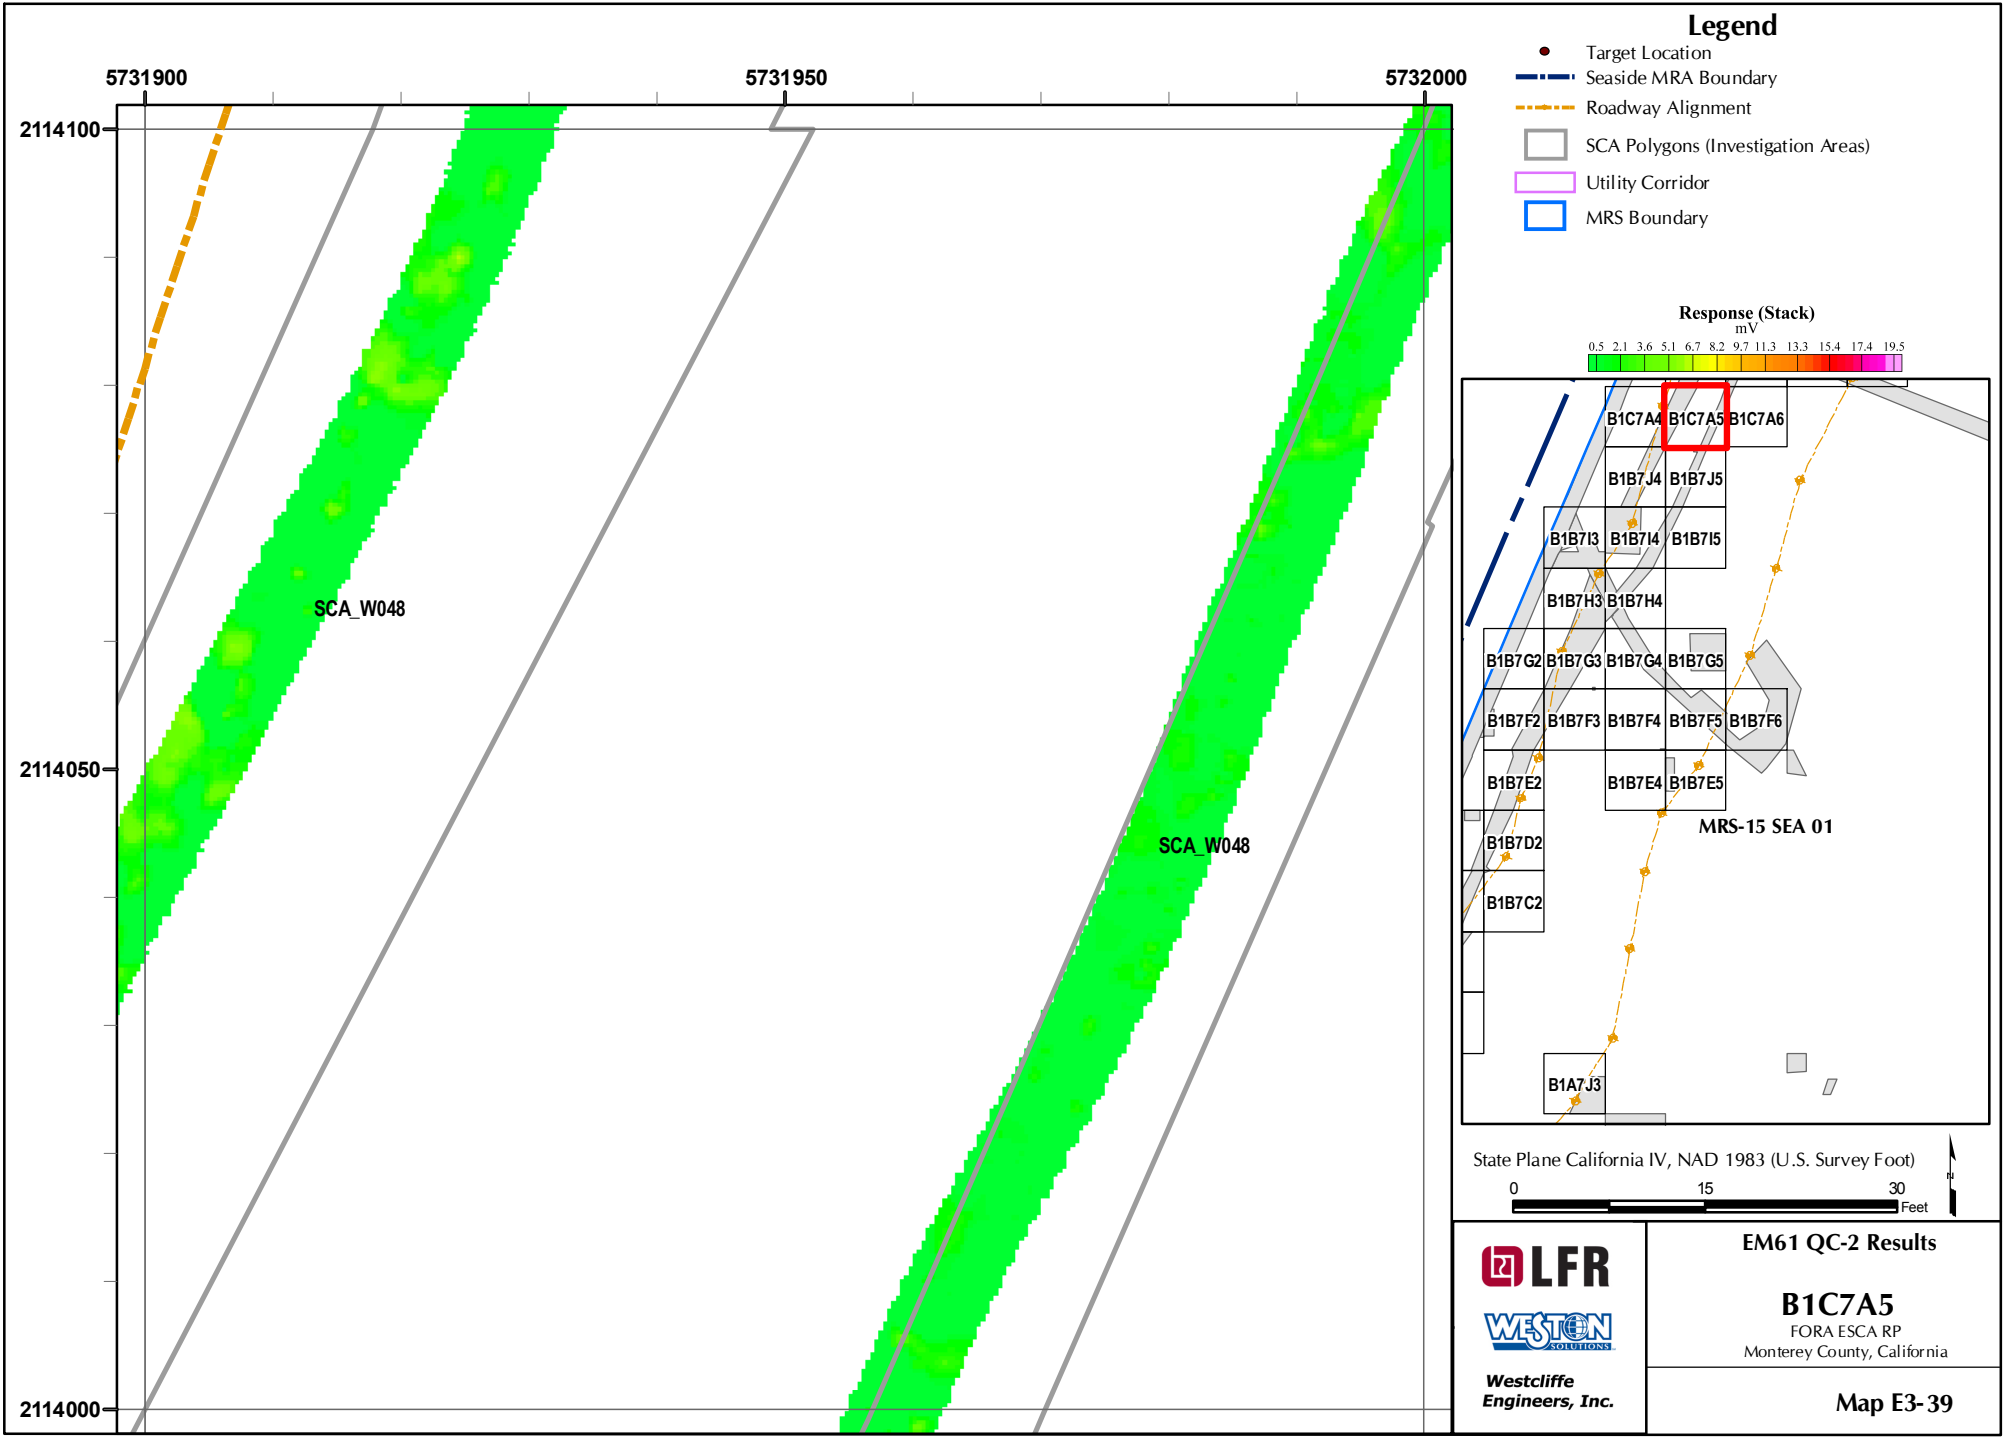 5731900 5731950 5732000
2114100
2114050
2114000
SCA_W048
SCA_W048
Legend
Target Location
Seaside MRA Boundary
Roadway Alignment
SCA Polygons (Investigation Areas)
Utility Corridor
MRS Boundary
Response (Stack)
mV
0.5 2.1 3.6 5.1 6.7 8.2 9.7 11.3 13.3 15.4 17.4 19.5
B1C7A4 B1C7A5 B1C7A6
B1B7J4 B1B7J5
B1B7I3 B1B7I4 B1B7I5
B1B7H3 B1B7H4
B1B7G2 B1B7G3 B1B7G4 B1B7G5
B1B7F2 B1B7F3 B1B7F4 B1B7F5 B1B7F6
B1B7E2 B1B7E4 B1B7E5
MRS-15 SEA 01
B1B7D2
B1B7C2
B1A7J3
State Plane California IV, NAD 1983 (U.S. Survey Foot)
0 15 30
Feet
N
LFR
WESTON
SOLUTIONS
Westcliffe
Engineers, Inc.
EM61 QC-2 Results
B1C7A5
FORA ESCA RP
Monterey County, California
Map E3-39